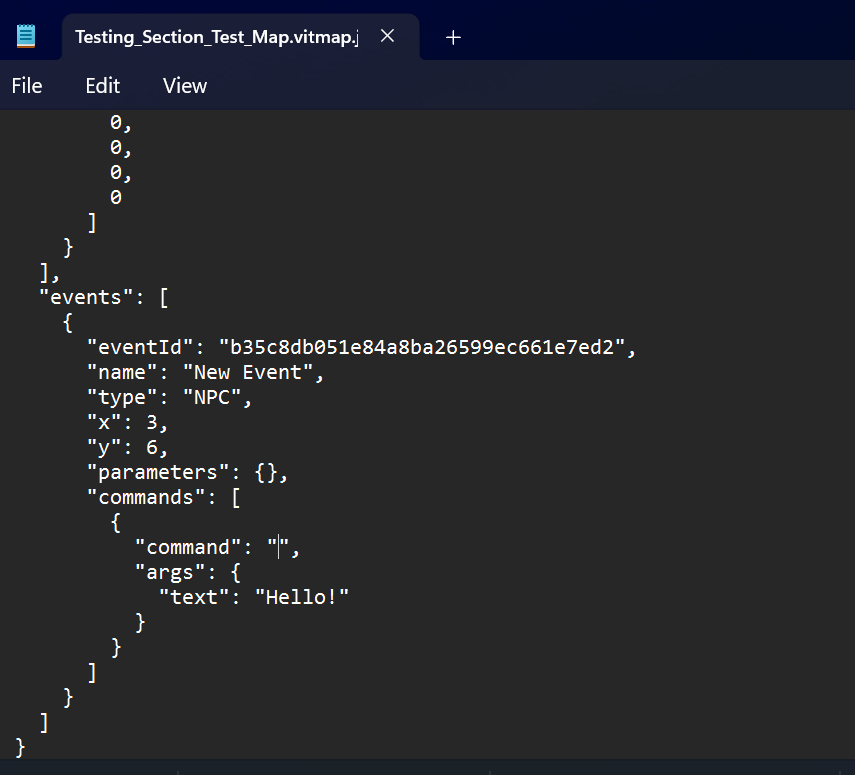 Testing_Section_Test_Map.vitmap.j
File Edit View
0,
0,
0,
0
]
}
],
"events": [
{
"eventId": "b35c8db051e84a8ba26599ec661e7ed2",
"name": "New Event",
"type": "NPC",
"x": 3,
"y": 6,
"parameters": {},
"commands": [
{
"command": "",
"args": {
"text": "Hello!"
}
}
]
}
]
}